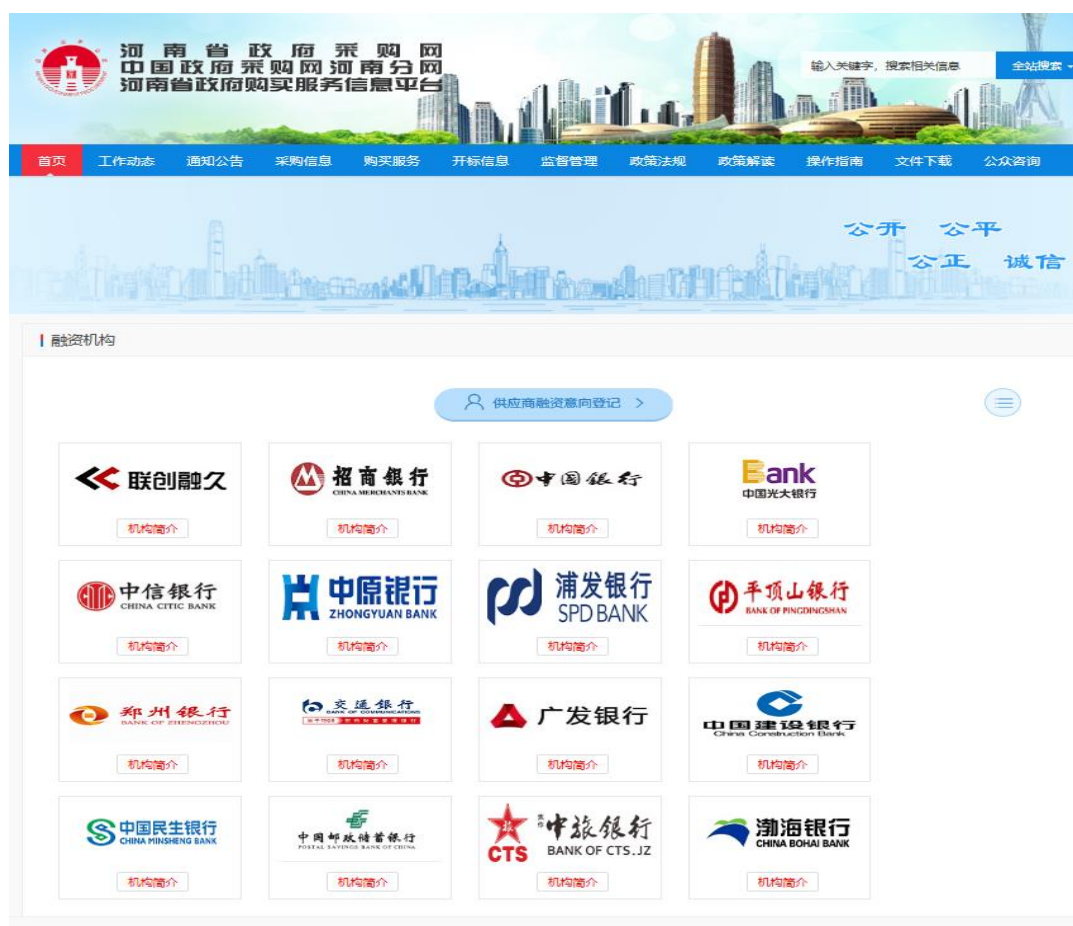 河南省政府采购网
中国政府采购网河南分网
河南省政府购买服务信息平台
输入关键字，搜索相关信息 全站搜索
首页 工作动态 通知公告 采购信息 购买服务 开标信息 监督管理 政策法规 政策解读 操作指南 文件下载 公众咨询
公开 公平
公正 诚信
融资机构
供应商融资意向登记 >
联创融久
机构简介
招商银行
CHINA MERCHANTS BANK
机构简介
中国银行
机构简介
Bank
中国光大银行
机构简介
中信银行
CHINA CITIC BANK
机构简介
中原银行
ZHONGYUAN BANK
机构简介
浦发银行
SPD BANK
机构简介
平顶山银行
BANK OF PINGDINGSHAN
机构简介
郑州银行
BANK OF ZHENGZHOU
机构简介
交通银行
BANK OF COMMUNICATIONS
机构简介
广发银行
机构简介
中国建设银行
China Construction Bank
机构简介
中国民生银行
CHINA MINSHENG BANK
机构简介
中国邮政储蓄银行
POSTAL SAVINGS BANK OF CHINA
机构简介
CTS
焦作中旅银行
BANK OF CTS.JZ
机构简介
渤海银行
CHINA BOHAI BANK
机构简介